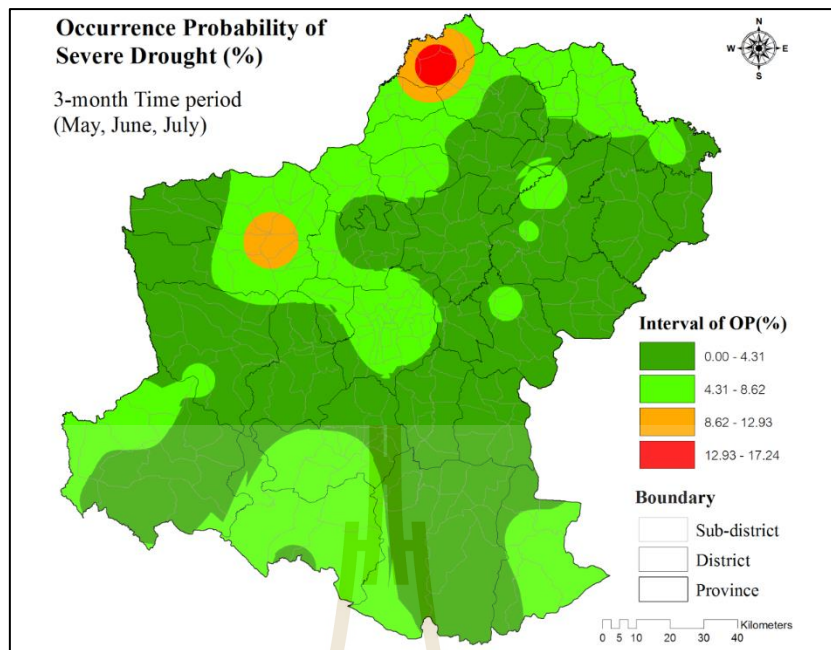 Occurrence Probability of
Severe Drought (%)
3-month Time period
(May, June, July)
N
W E
S
Interval of OP(%)
0.00 - 4.31
4.31 - 8.62
8.62 - 12.93
12.93 - 17.24
Boundary
Sub-district
District
Province
Kilometers
0 5 10 20 30 40